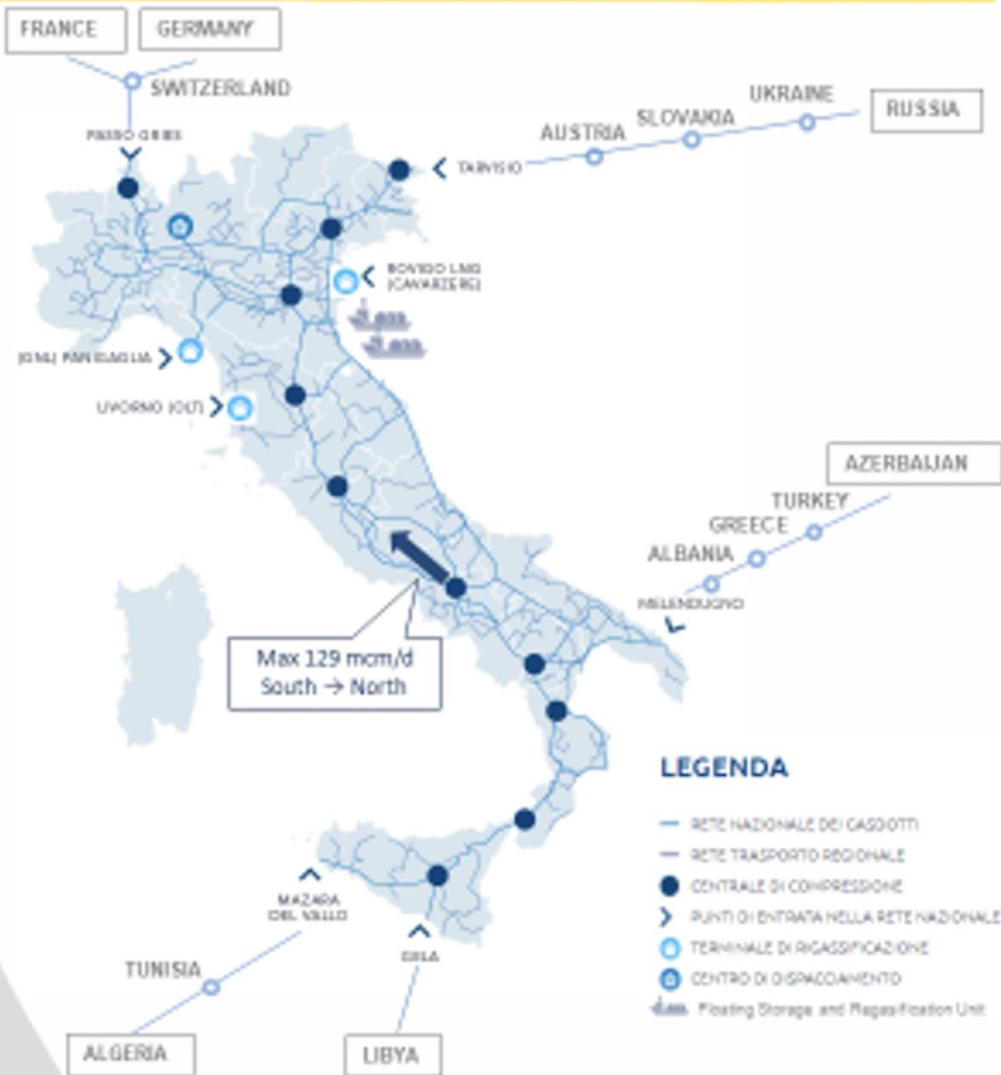 FRANCE
GERMANY
SWITZERLAND
PASSO GRIES
UKRAINE
RUSSIA
SLOVAKIA
AUSTRIA
TARVISIO
ROVIGO LNG
(CAVARZERE)
(GNL) PANIGAGLIA
LIVORNO (OLT)
AZERBAIJAN
TURKEY
GREECE
ALBANIA
MELENDUGNO
Max 129 mcm/d
South → North
LEGENDA
RETE NAZIONALE DEI GASDOTTI
RETE TRASPORTO REGIONALE
CENTRALE DI COMPRESSIONE
PUNTI DI ENTRATA NELLA RETE NAZIONALE
TERMINALE DI RIGASSIFICAZIONE
CENTRO DI DISPACCIAMENTO
Floating Storage and Regasification Unit
MAZARA
DEL VALLO
GELA
TUNISIA
ALGERIA
LIBYA